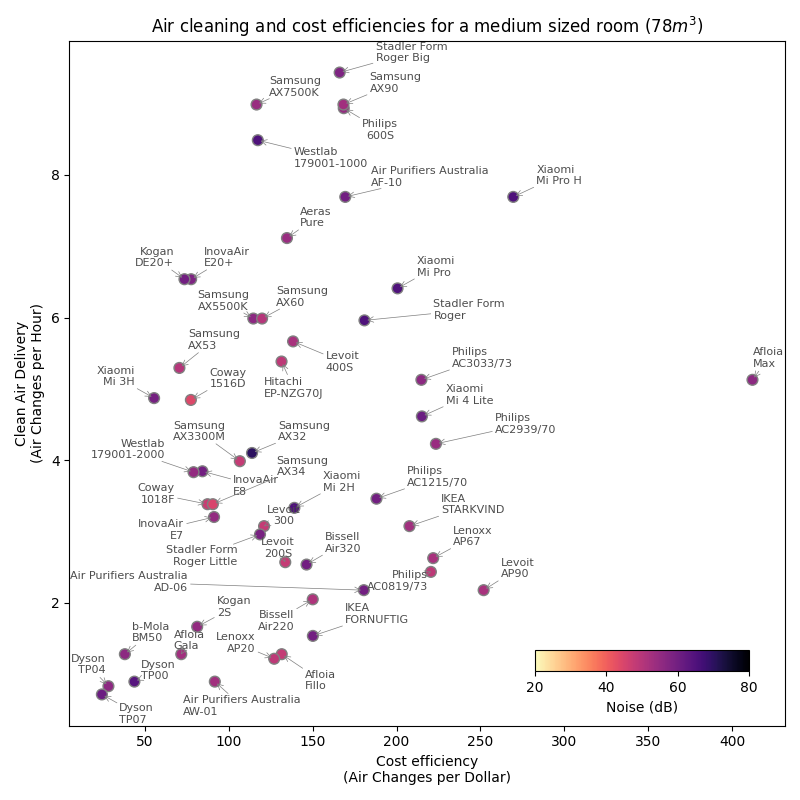 Air cleaning and cost efficiencies for a medium sized room (78m³)
Stadler Form
Roger Big
Samsung
AX7500K
Samsung
AX90
Philips
600S
Westlab
179001-1000
Air Purifiers Australia
AF-10
Xiaomi
Mi Pro H
Aeras
Pure
Kogan
DE20+
InovaAir
E20+
Xiaomi
Mi Pro
Samsung
AX5500K
Samsung
AX60
Stadler Form
Roger
Samsung
AX53
Levoit
400S
Hitachi
EP-NZG70J
Philips
AC3033/73
Afloia
Max
Xiaomi
Mi 3H
Coway
1516D
Xiaomi
Mi 4 Lite
Philips
AC2939/70
Samsung
AX3300M
Samsung
AX32
Westlab
179001-2000
Samsung
AX34
InovaAir
E8
Xiaomi
Mi 2H
Philips
AC1215/70
Coway
1018F
IKEA
STARKVIND
Levoit
300
InovaAir
E7
Stadler Form
Roger Little
Levoit
200S
Bissell
Air320
Lenoxx
AP67
Philips
AC0819/73
Levoit
AP90
Air Purifiers Australia
AD-06
Kogan
2S
Bissell
Air220
IKEA
FORNUFTIG
b-Mola
BM50
Afloia
Gala
Lenoxx
AP20
Afloia
Fillo
Dyson
TP04
Dyson
TP00
Dyson
TP07
Air Purifiers Australia
AW-01
8
6
4
2
Clean Air Delivery
(Air Changes per Hour)
20 40 60 80
Noise (dB)
50 100 150 200 250 300 350 400
Cost efficiency
(Air Changes per Dollar)